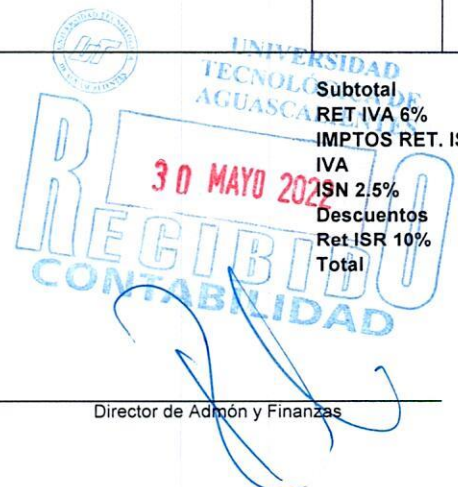 UNIVERSIDAD
TECNOLÓGICA DE
AGUASCALIENTES
Subtotal
RET IVA 6%
IMPTOS RET. IS
IVA
ISN 2.5%
Descuentos
Ret ISR 10%
Total
30 MAYO 2022
RECIBIDO
CONTABILIDAD
Director de Admón y Finanzas